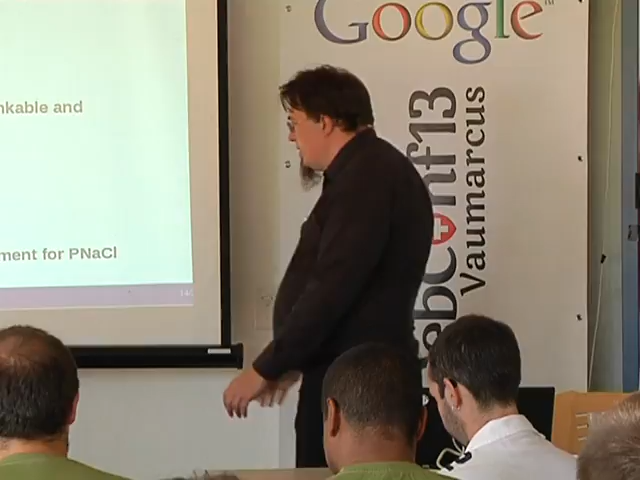 Google
nkable and
ment for PNaCl
ebConf13
Vaumarcus